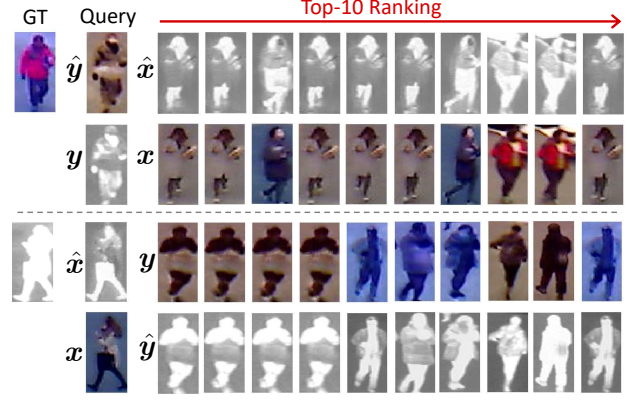 Top-10 Ranking
GT Query
ŷ x̂
y x
x̂ y
x ŷ